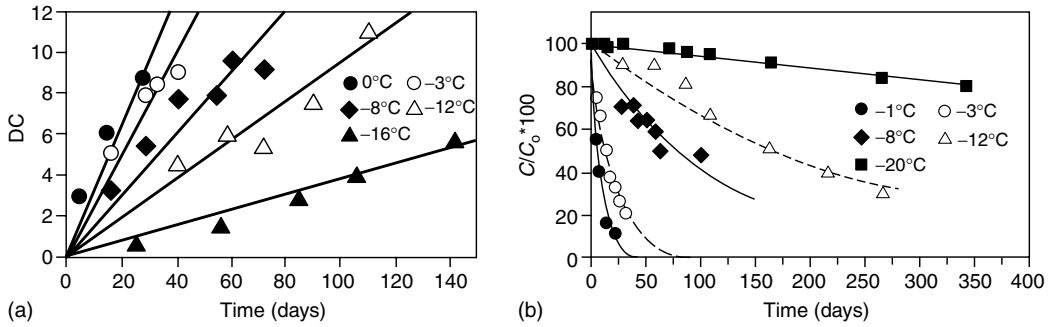 12
10
8
6
4
2
0
DC
0°C –3°C
–8°C –12°C
–16°C
0 20 40 60 80 100 120 140
Time (days)
(a)
100
80
60
40
20
0
C/Co*100
–1°C –3°C
–8°C –12°C
–20°C
0 50 100 150 200 250 300 350 400
Time (days)
(b)